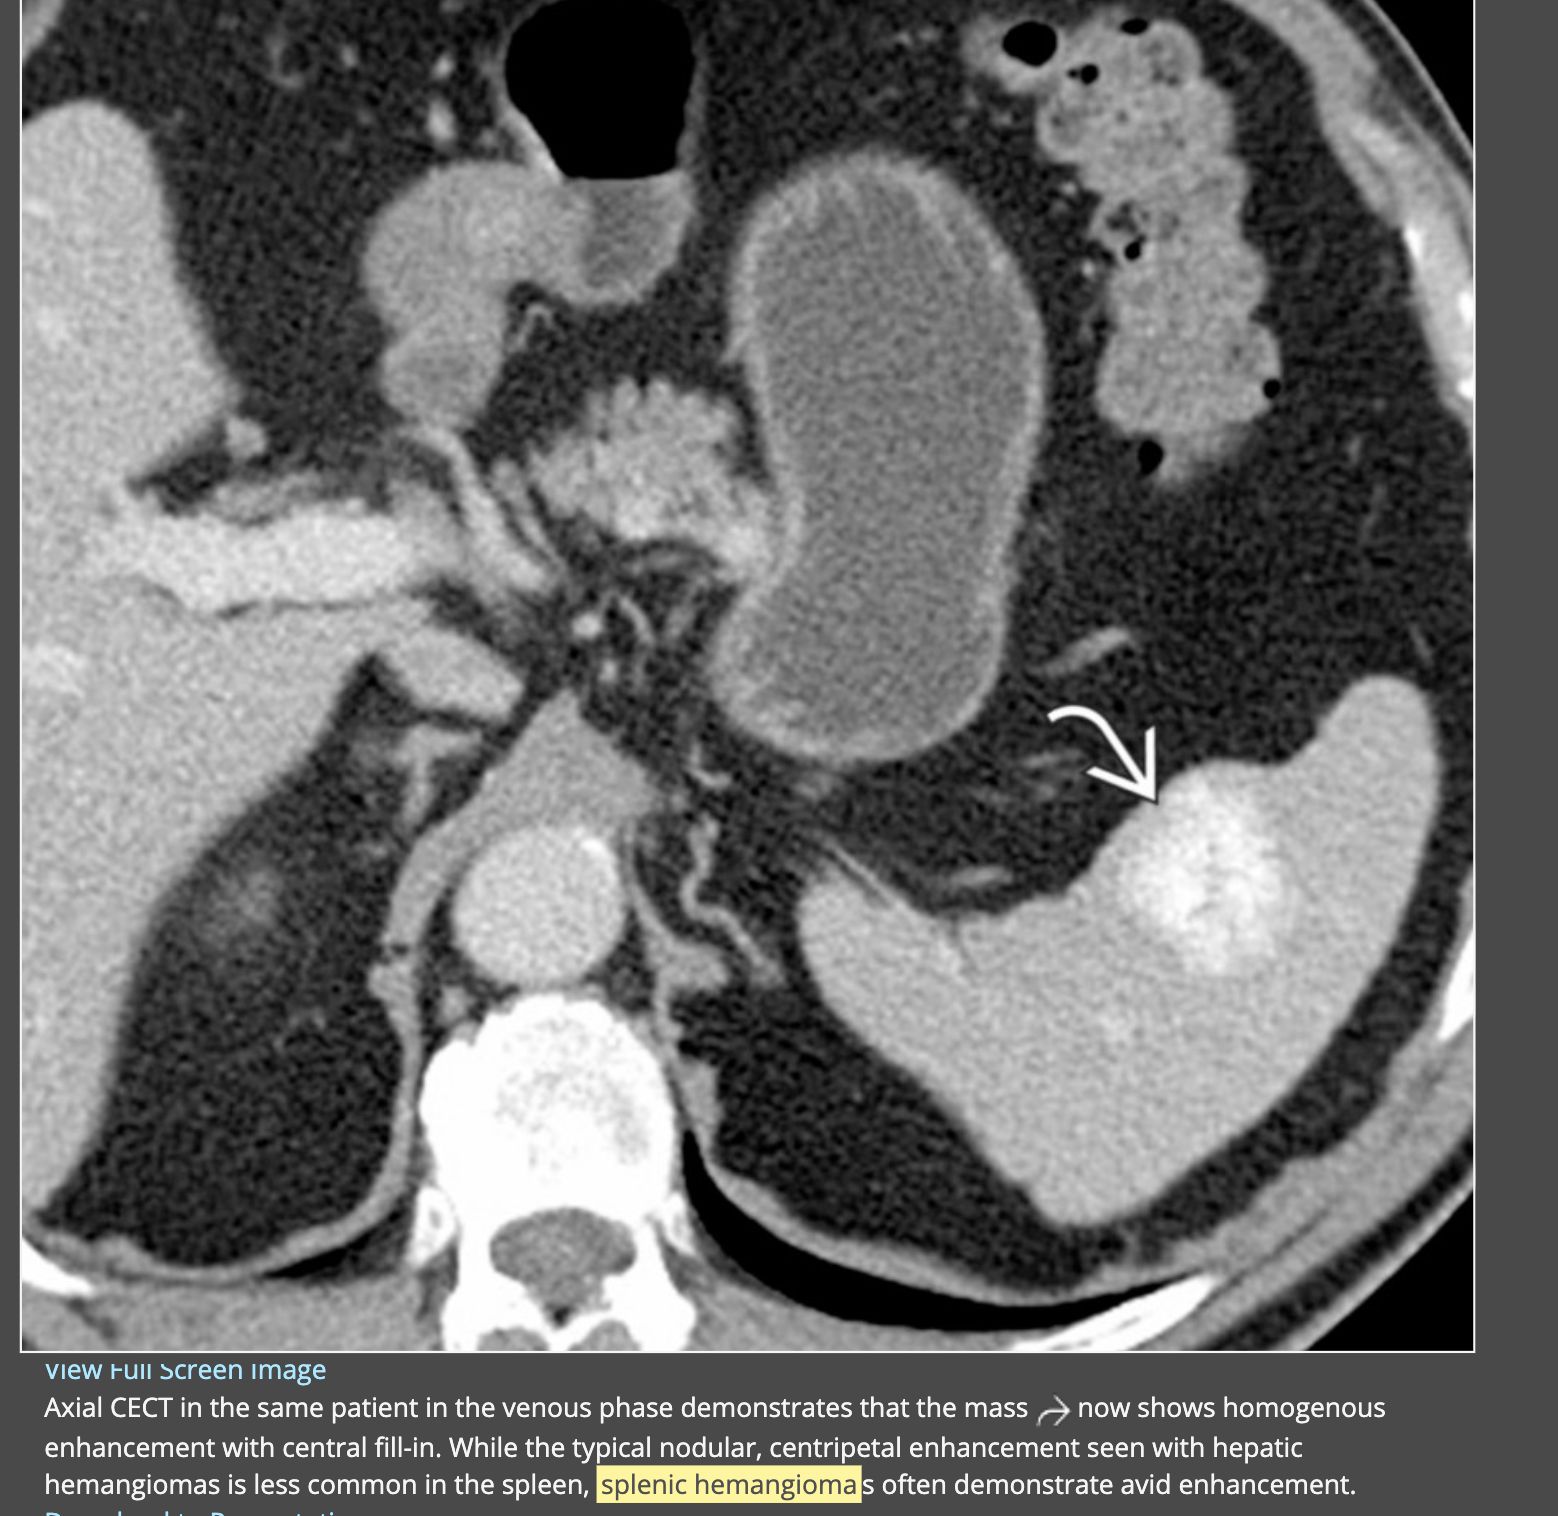 View Full Screen Image
Axial CECT in the same patient in the venous phase demonstrates that the mass now shows homogenous
enhancement with central fill-in. While the typical nodular, centripetal enhancement seen with hepatic
hemangiomas is less common in the spleen, splenic hemangiomas often demonstrate avid enhancement.